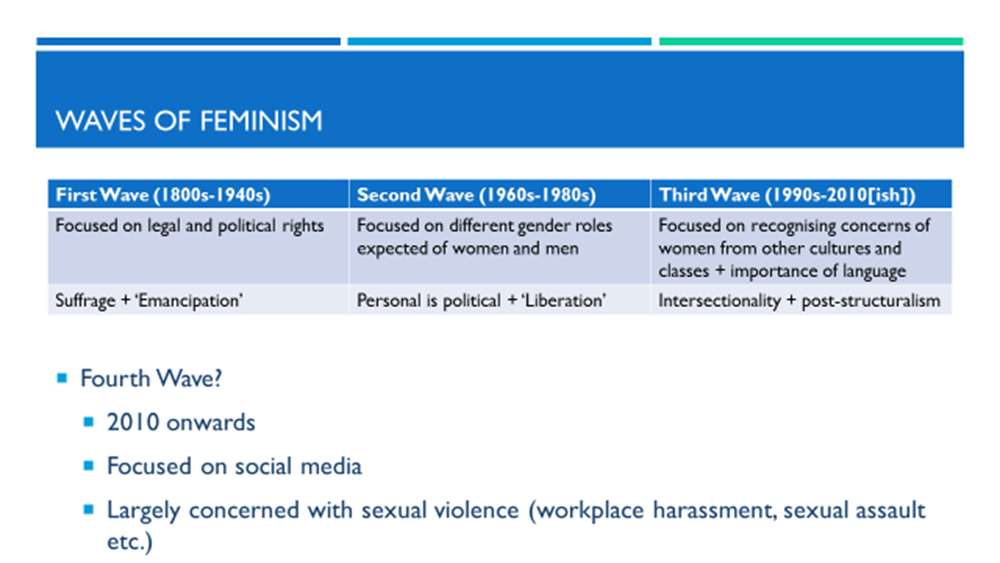 WAVES OF FEMINISM
First Wave (1800s-1940s)
Second Wave (1960s-1980s)
Third Wave (1990s-2010[ish])
Focused on legal and political rights
Focused on different gender roles
expected of women and men
Focused on recognising concerns of
women from other cultures and
classes + importance of language
Suffrage + ‘Emancipation’
Personal is political + ‘Liberation’
Intersectionality + post-structuralism
Fourth Wave?
2010 onwards
Focused on social media
Largely concerned with sexual violence (workplace harassment, sexual assault
etc.)